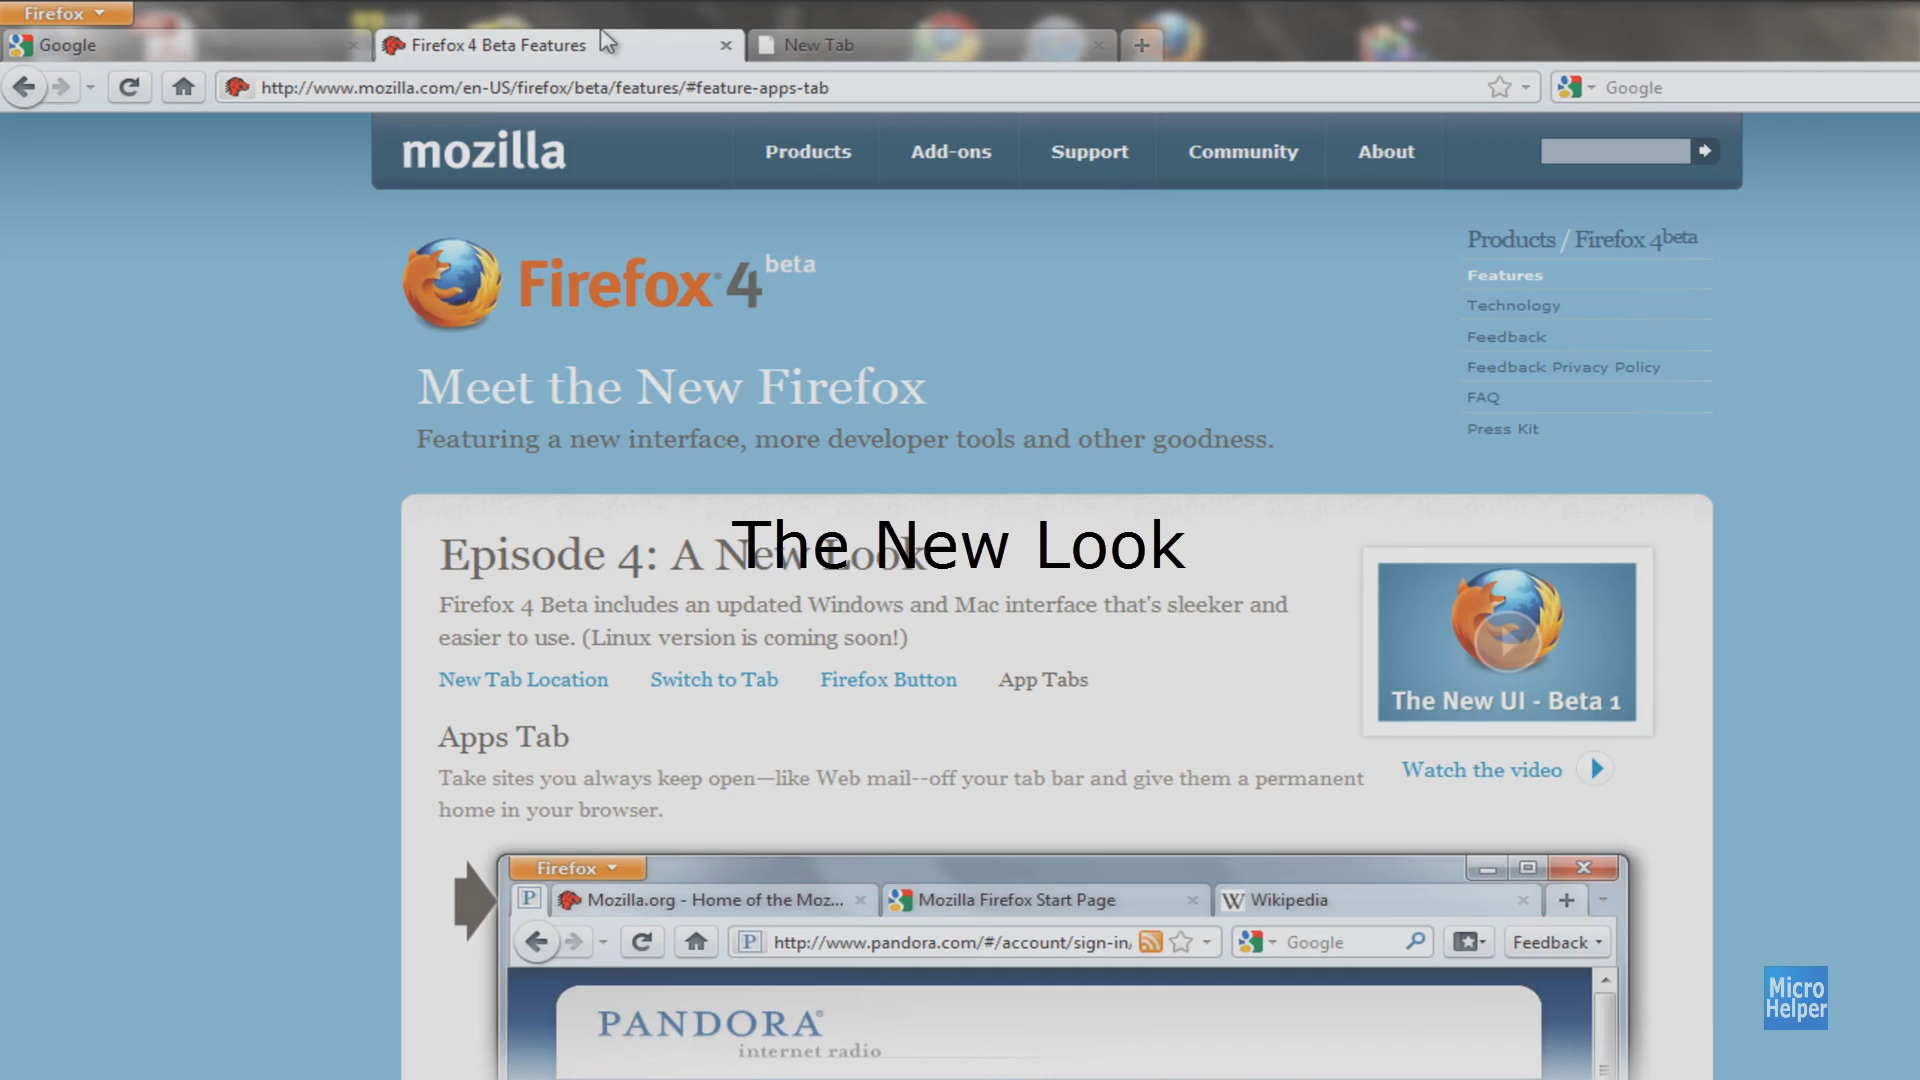 Firefox
Google
Firefox 4 Beta Features
New Tab
http://www.mozilla.com/en-US/firefox/beta/features/#feature-apps-tab
Google
mozilla
Products
Add-ons
Support
Community
About
Firefox 4 beta
Products / Firefox 4 beta
Features
Technology
Feedback
Feedback Privacy Policy
FAQ
Press Kit
Meet the New Firefox
Featuring a new interface, more developer tools and other goodness.
The New Look
Episode 4: A New Look
Firefox 4 Beta includes an updated Windows and Mac interface that's sleeker and
easier to use. (Linux version is coming soon!)
New Tab Location
Switch to Tab
Firefox Button
App Tabs
The New UI - Beta 1
Watch the video
Apps Tab
Take sites you always keep open—like Web mail--off your tab bar and give them a permanent
home in your browser.
Firefox
P
Mozilla.org - Home of the Moz...
Mozilla Firefox Start Page
W Wikipedia
P
http://www.pandora.com/#/account/sign-in/
Google
Feedback
PANDORA®
internet radio
Micro
Helper